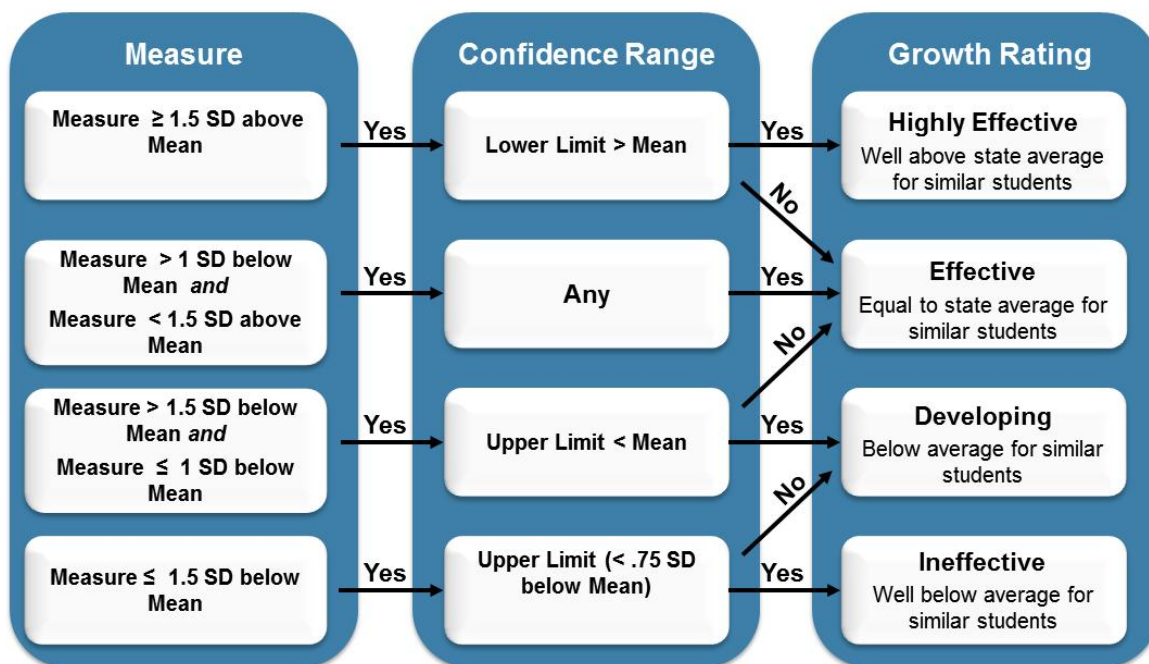 Measure
Confidence Range
Growth Rating
Measure ≥ 1.5 SD above
Mean
Yes
Lower Limit > Mean
Yes
Highly Effective
Well above state average
for similar students
No
Measure > 1 SD below
Mean and
Measure < 1.5 SD above
Mean
Yes
Any
Yes
Effective
Equal to state average for
similar students
No
Measure > 1.5 SD below
Mean and
Measure ≤ 1 SD below
Mean
Yes
Upper Limit < Mean
Yes
Developing
Below average for similar
students
No
Measure ≤ 1.5 SD below
Mean
Yes
Upper Limit (< .75 SD
below Mean)
Yes
Ineffective
Well below average for
similar students